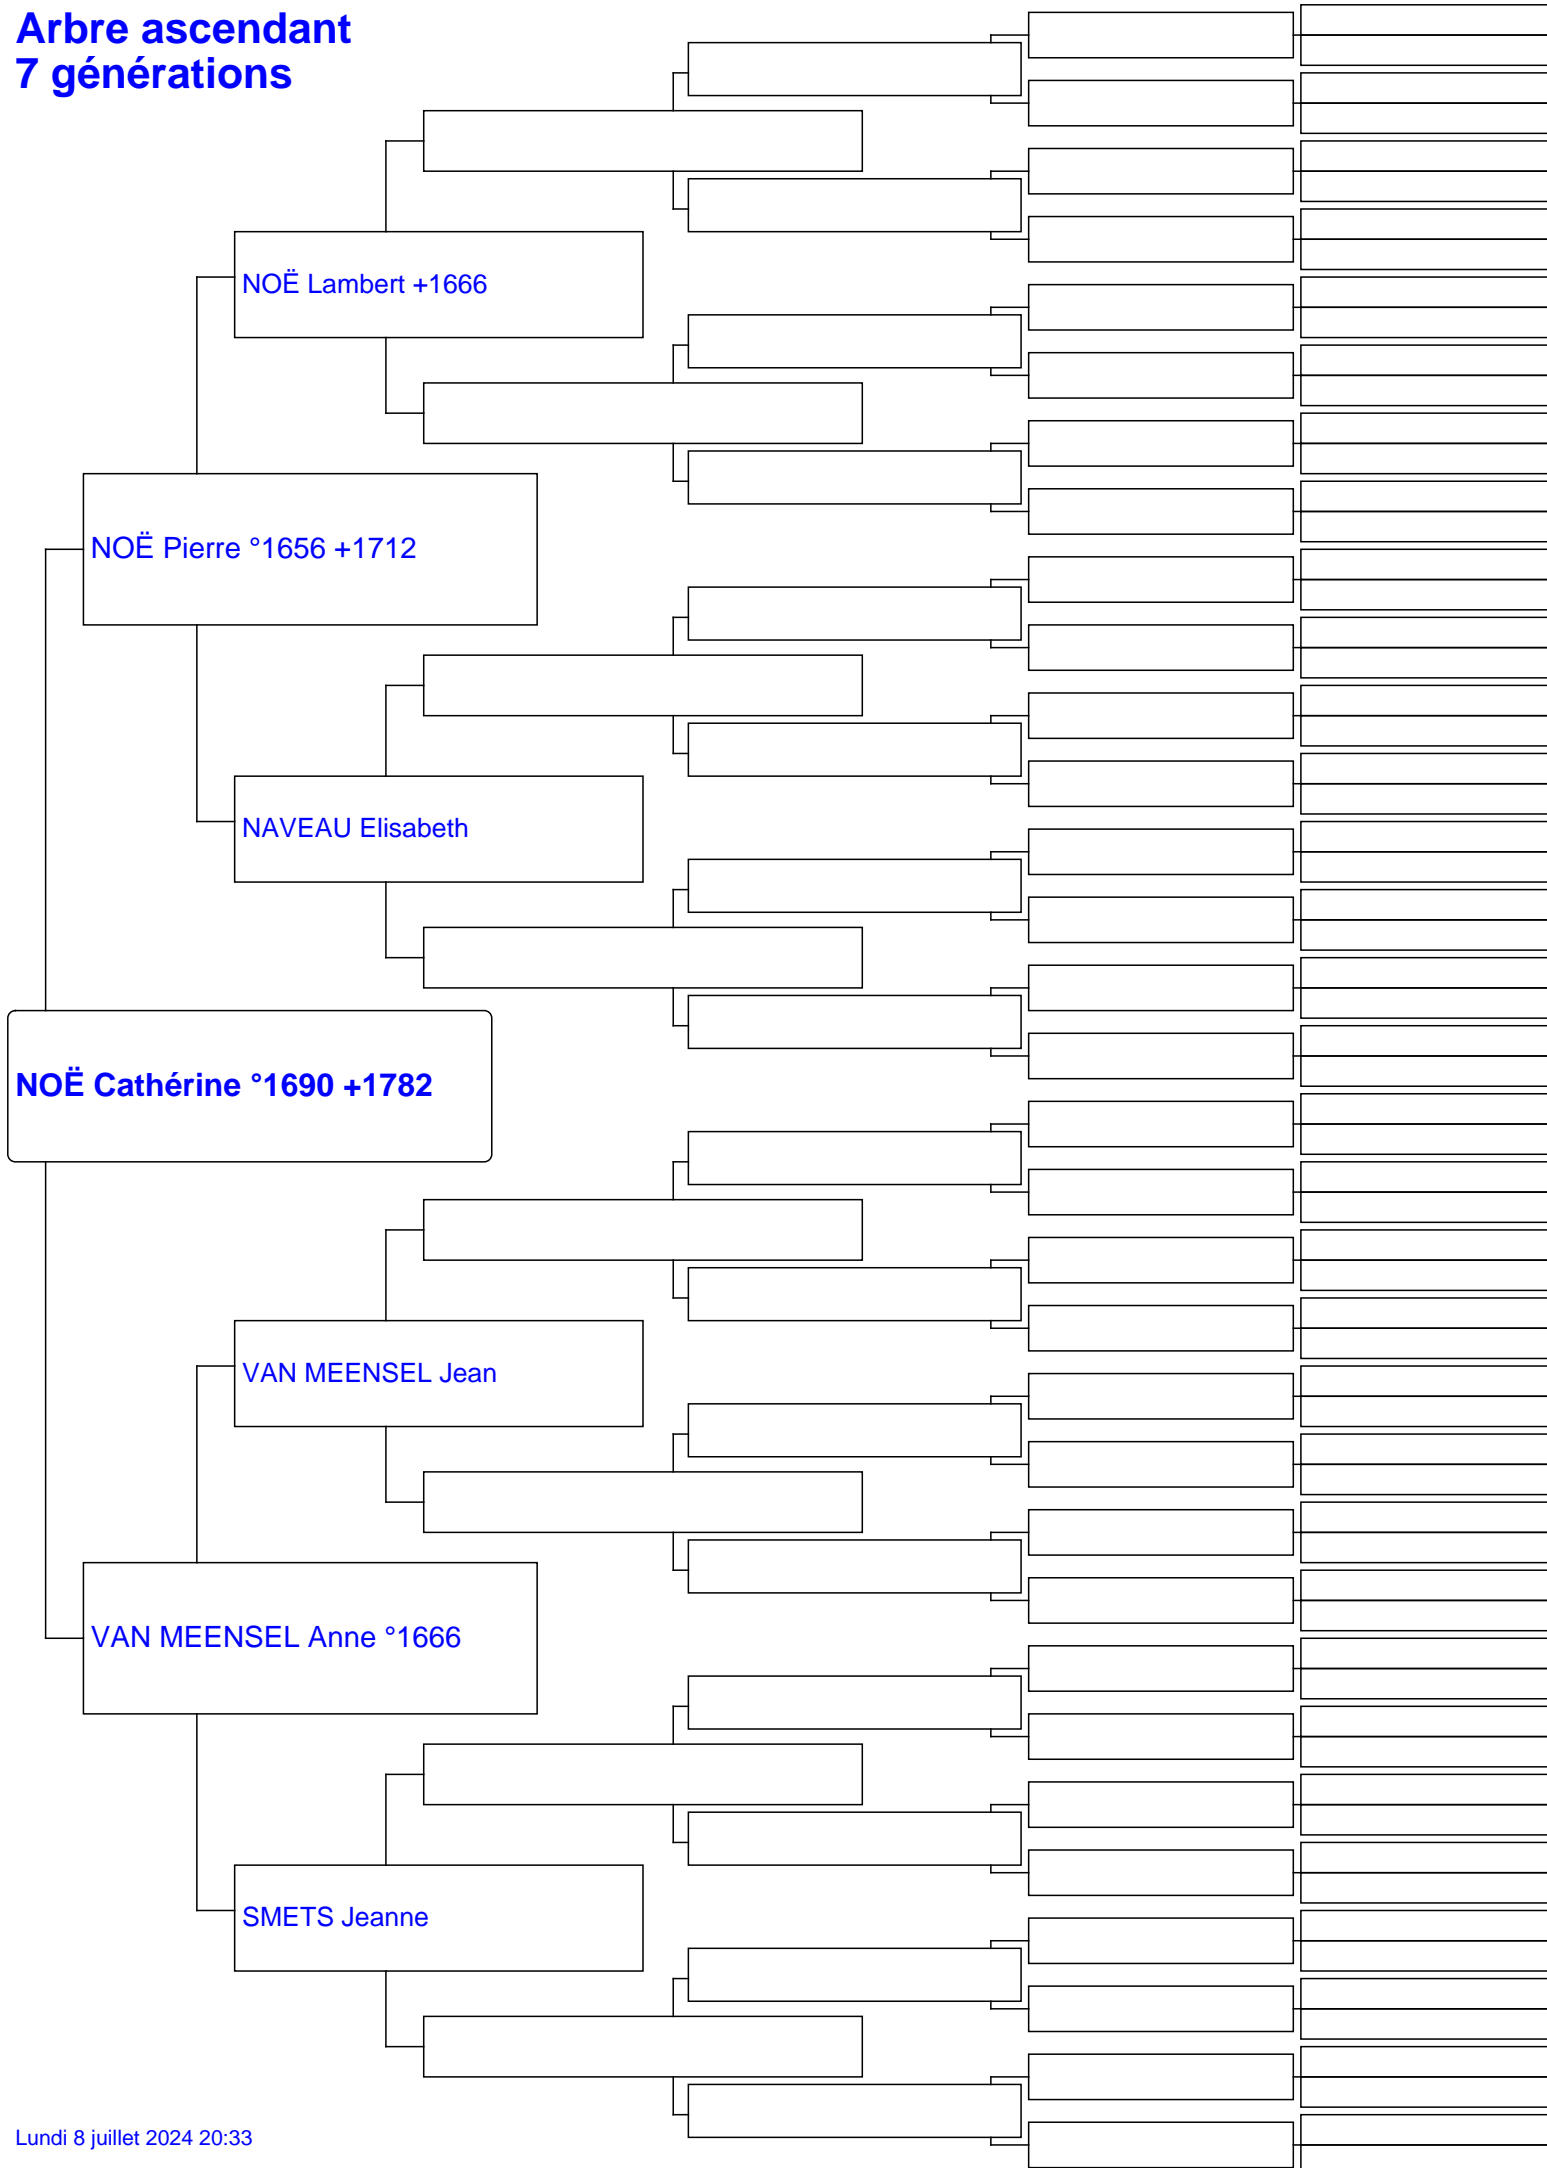 Arbre ascendant
7 générations
NOË Lambert +1666
NOË Pierre °1656 +1712
NAVEAU Elisabeth
NOË Cathérine °1690 +1782
VAN MEENSEL Jean
VAN MEENSEL Anne °1666
SMETS Jeanne
Lundi 8 juillet 2024 20:33